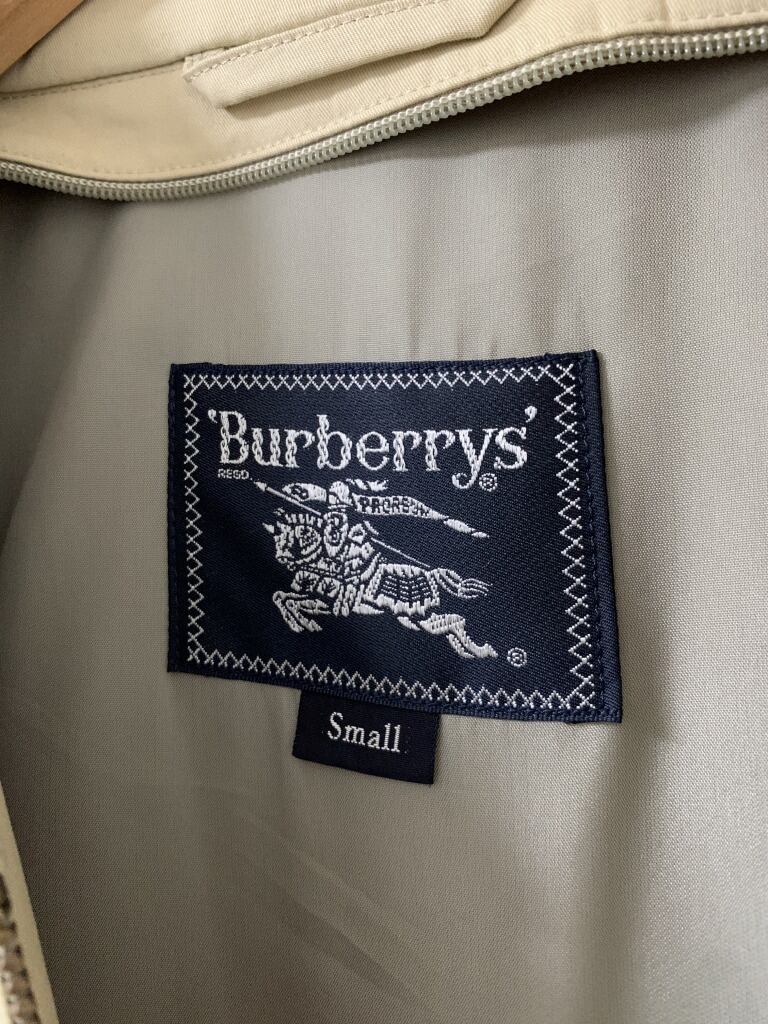 'Burberrys'
REGD. ®
PRORSUM
®
Small